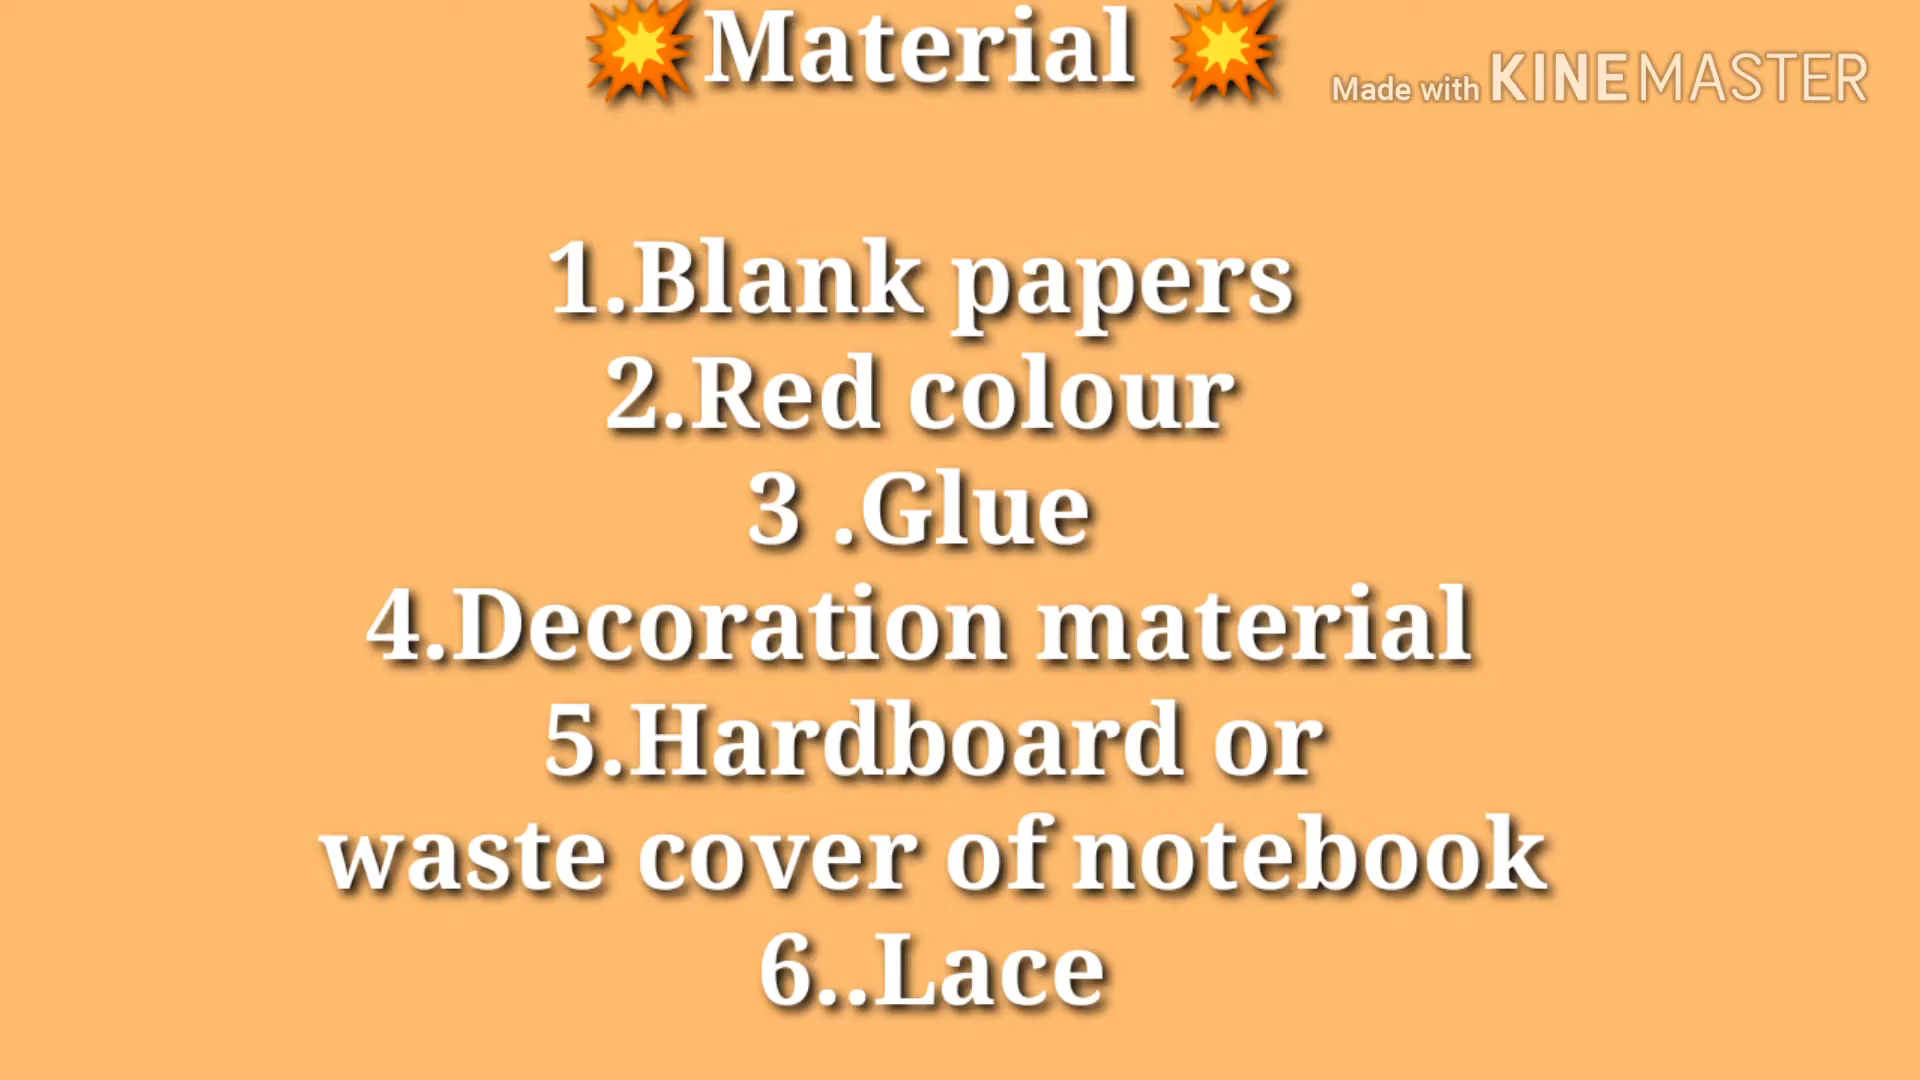 💥Material 💥
Made with KINEMASTER
1.Blank papers
2.Red colour
3 .Glue
4.Decoration material
5.Hardboard or
waste cover of notebook
6..Lace